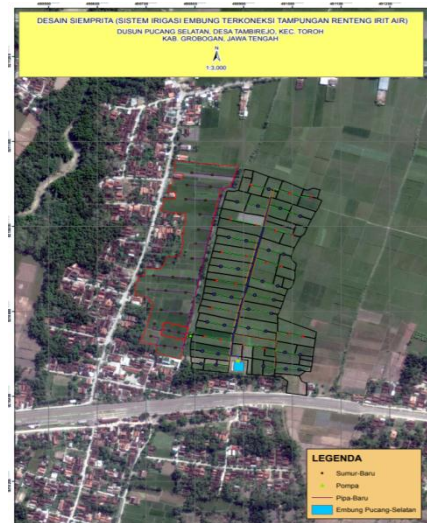 DESAIN SIEMPRITA (SISTEM IRIGASI EMBUNG TERKONEKSI TAMPUNGAN RENTENG IRIT AIR)
DUSUN PUCANG SELATAN, DESA TAMBIREJO, KEC. TOROH
KAB. GROBOGAN, JAWA TENGAH
N
1:3,000
LEGENDA
Sumur-Baru
Pompa
Pipa-Baru
Embung Pucang-Selatan